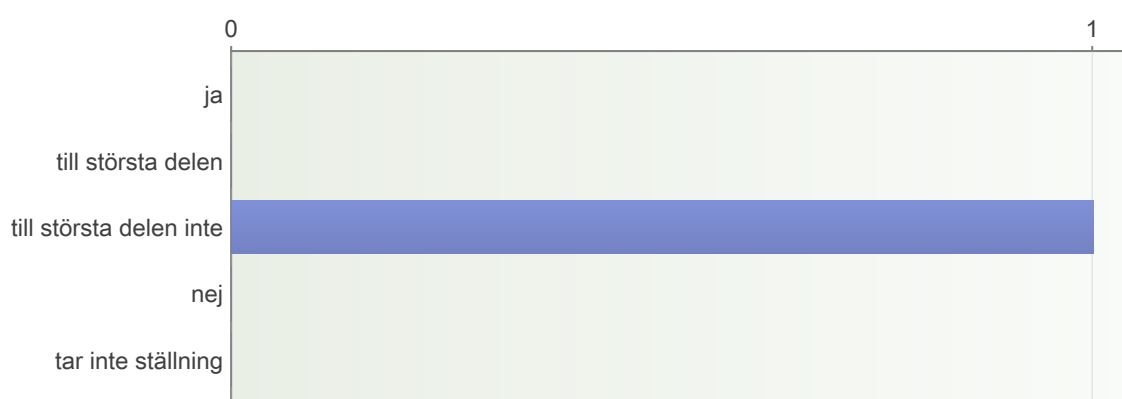 0 1
ja
till största delen
till största delen inte
nej
tar inte ställning